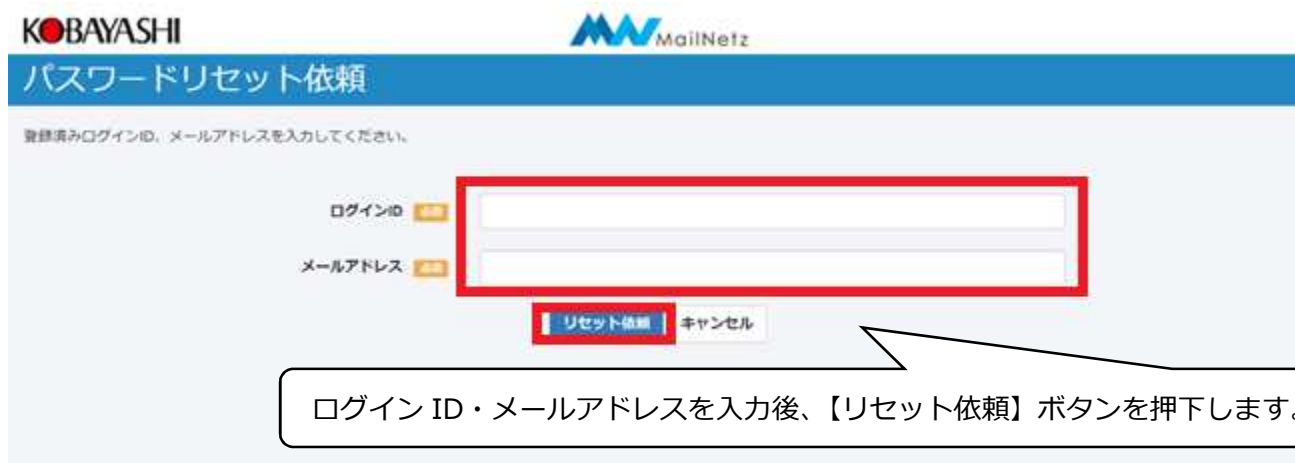 KOBAYASHI
MailNetz
パスワードリセット依頼
登録済みログインID、メールアドレスを入力してください。
ログインID 必須
メールアドレス 必須
リセット依頼 キャンセル
ログイン ID・メールアドレスを入力後、【リセット依頼】ボタンを押下します。